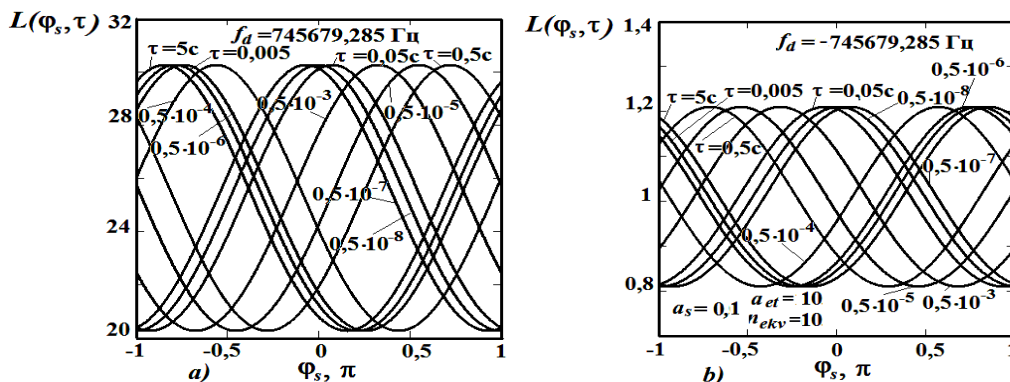 L(φs,τ)
32
28
24
20
fd = 745679,285 Гц
τ=5c
τ=0,005
τ=0,05c
τ=0,5c
0,5·10⁻⁴
0,5·10⁻⁶
0,5·10⁻³
0,5·10⁻⁵
0,5·10⁻⁷
0,5·10⁻⁸
-1
-0,5
0
0,5
1
a)
φs, π
L(φs,τ)
1,4
1,2
1
0,8
fd = -745679,285 Гц
0,5·10⁻⁶
τ=5c
τ=0,005
τ=0,05c
0,5·10⁻⁸
τ=0,5c
0,5·10⁻⁷
0,5·10⁻⁴
as = 0,1
aet = 10
nekv = 10
0,5·10⁻⁵
0,5·10⁻³
-1
-0,5
0
0,5
1
b)
φs, π